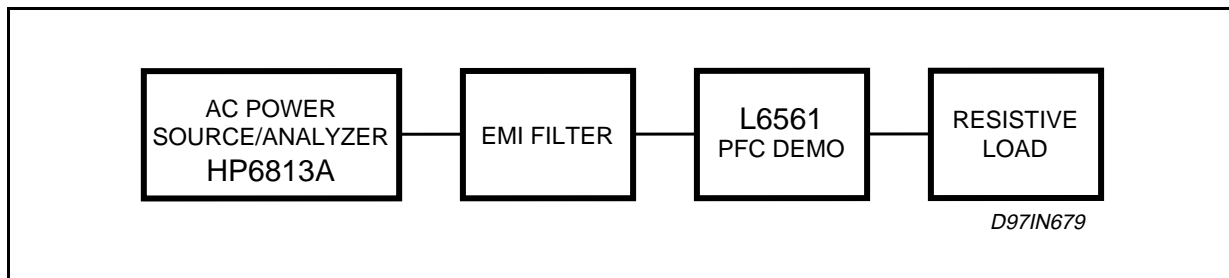 AC POWER
SOURCE/ANALYZER
HP6813A
EMI FILTER
L6561
PFC DEMO
RESISTIVE
LOAD
D97IN679